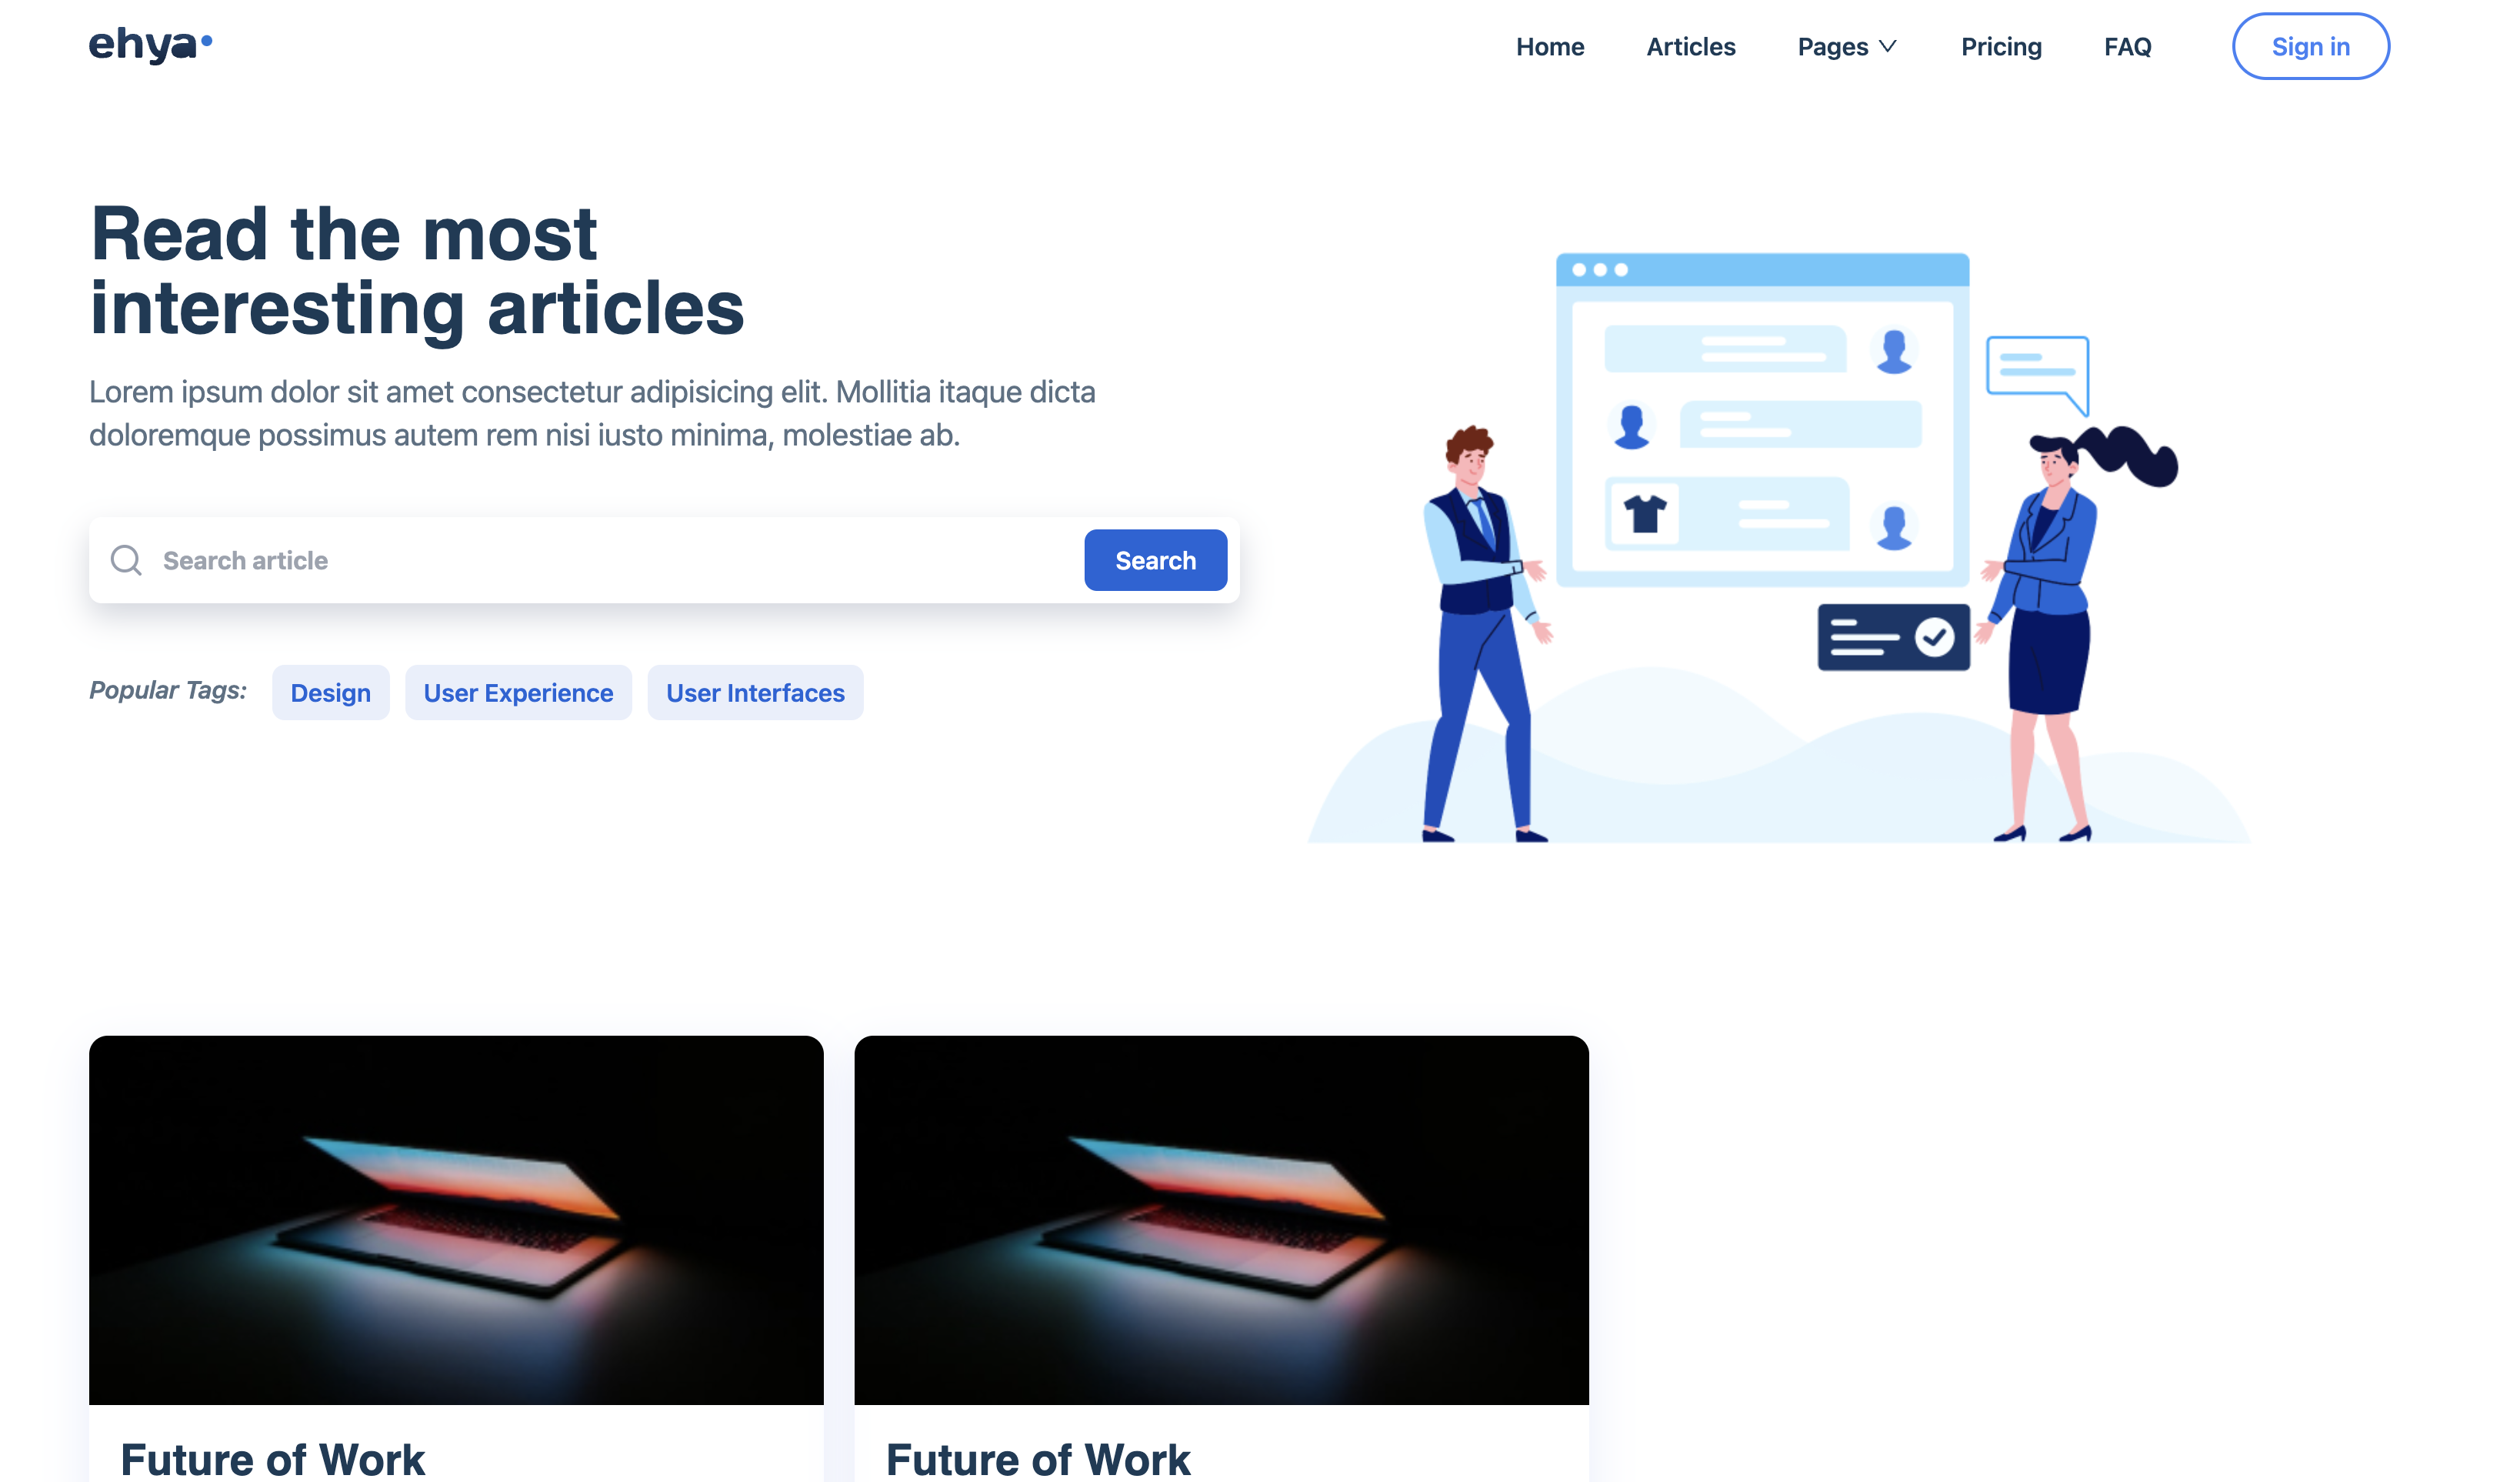 ehya
Home Articles Pages Pricing FAQ Sign in
Read the most
interesting articles
Lorem ipsum dolor sit amet consectetur adipisicing elit. Mollitia itaque dicta
doloremque possimus autem rem nisi iusto minima, molestiae ab.
Search article Search
Popular Tags: Design User Experience User Interfaces
Future of Work Future of Work